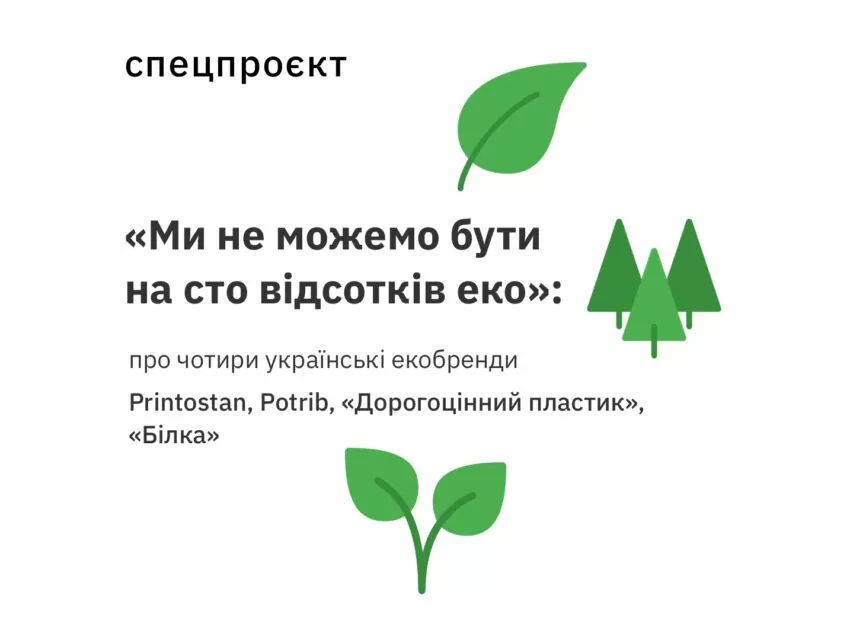 спецпроєкт
«Ми не можемо бути
на сто відсотків еко»:
про чотири українські екобренди
Printostan, Potrib, «Дорогоцінний пластик»,
«Білка»